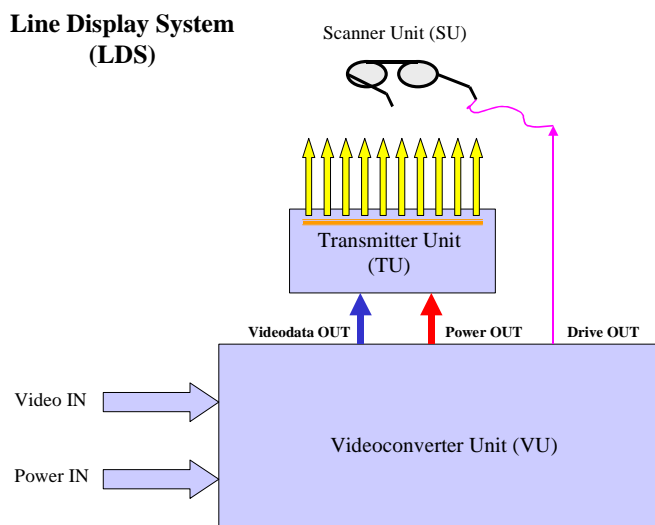 Line Display System
(LDS)
Scanner Unit (SU)
Transmitter Unit
(TU)
Videodata OUT
Power OUT
Drive OUT
Video IN
Videoconverter Unit (VU)
Power IN